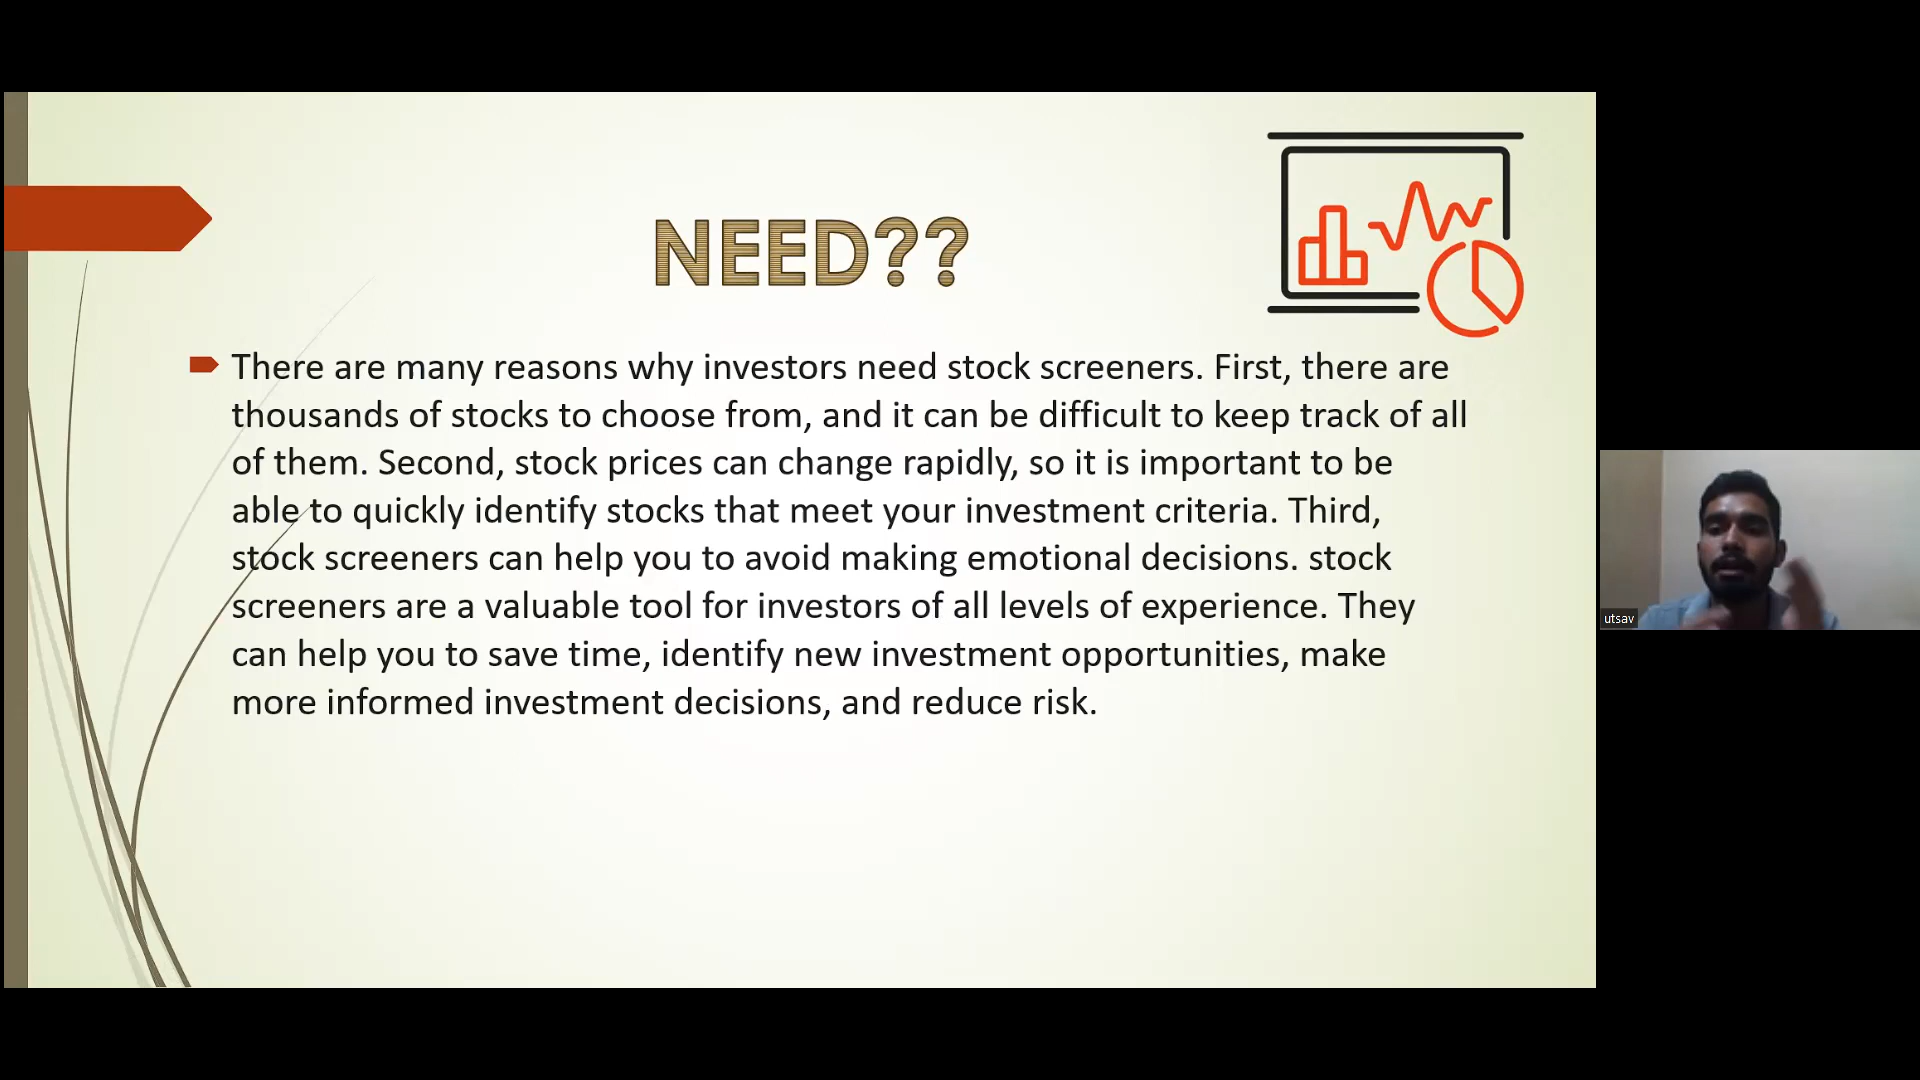 NEED??
There are many reasons why investors need stock screeners. First, there are
thousands of stocks to choose from, and it can be difficult to keep track of all
of them. Second, stock prices can change rapidly, so it is important to be
able to quickly identify stocks that meet your investment criteria. Third,
stock screeners can help you to avoid making emotional decisions. stock
screeners are a valuable tool for investors of all levels of experience. They
can help you to save time, identify new investment opportunities, make
more informed investment decisions, and reduce risk.
utsav